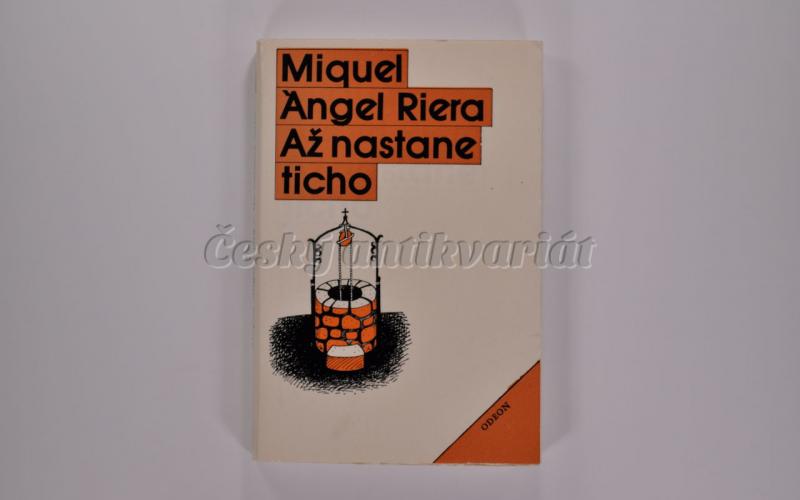 Miquel
Àngel Riera
Až nastane
ticho
Český antikvariát
ODEON